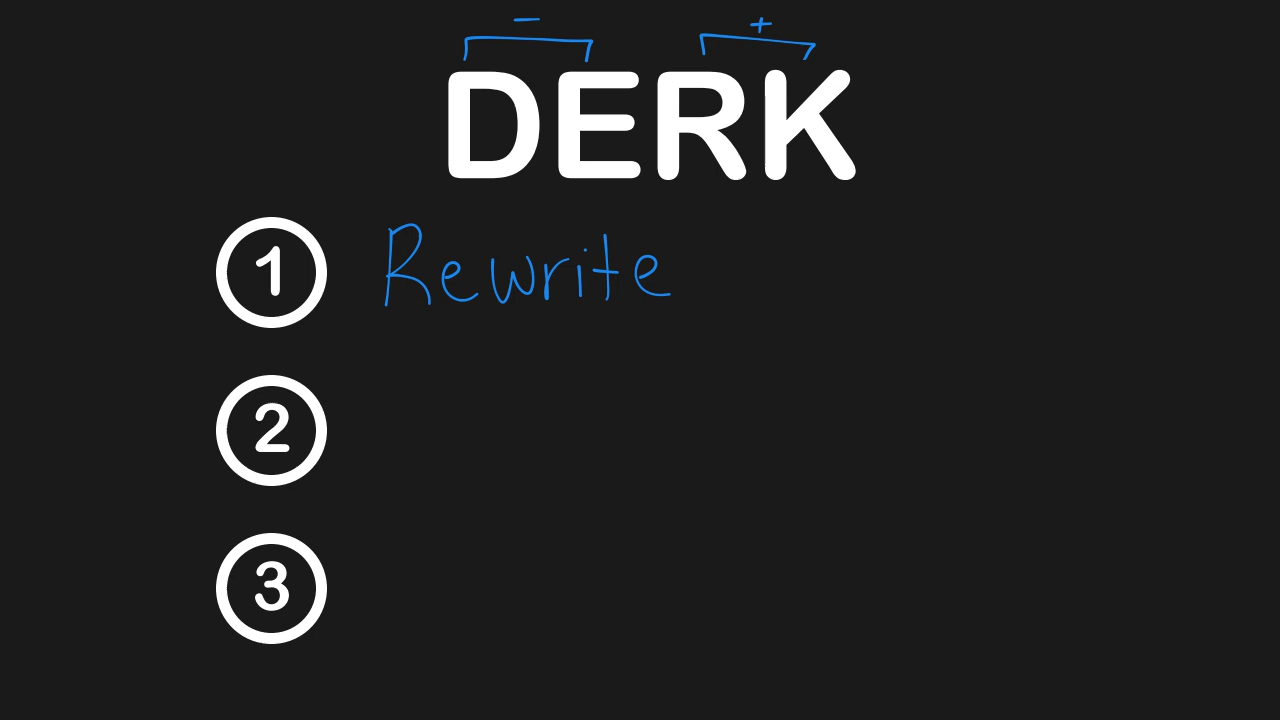 − +
DERK
1 Rewrite
2
3